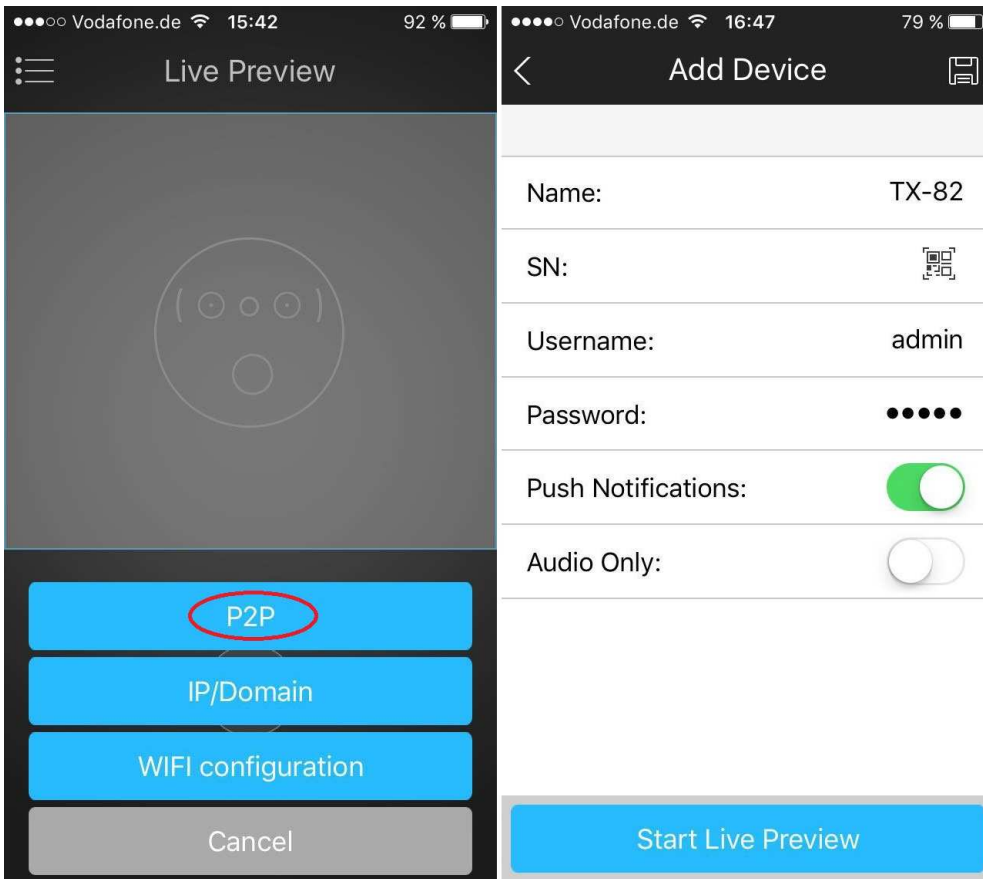 Vodafone.de 15:42 92 %
Live Preview
P2P
IP/Domain
WIFI configuration
Cancel
Vodafone.de 16:47 79 %
Add Device
Name: TX-82
SN:
Username: admin
Password: •••••
Push Notifications:
Audio Only:
Start Live Preview